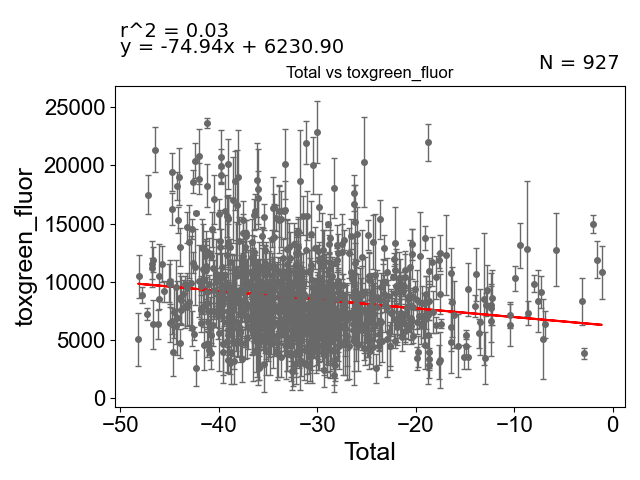 r^2 = 0.03
y = -74.94x + 6230.90
N = 927
Total vs toxgreen_fluor
25000
20000
15000
10000
5000
0
toxgreen_fluor
−50 −40 −30 −20 −10 0
Total